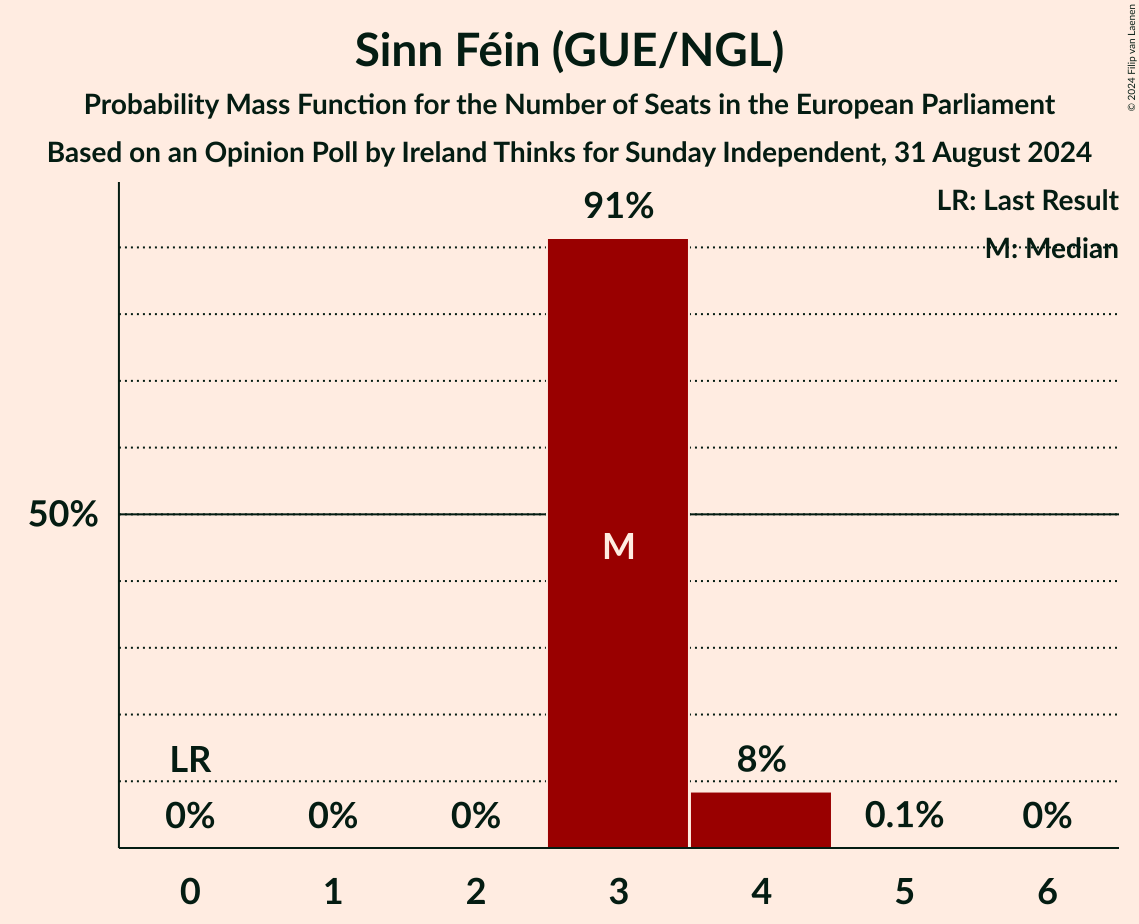 Sinn Féin (GUE/NGL)
Probability Mass Function for the Number of Seats in the European Parliament
Based on an Opinion Poll by Ireland Thinks for Sunday Independent, 31 August 2024
© 2024 Filip van Laenen
LR: Last Result
M: Median
91%
50%
M
LR
8%
0%
0%
0%
0.1%
0%
0
1
2
3
4
5
6